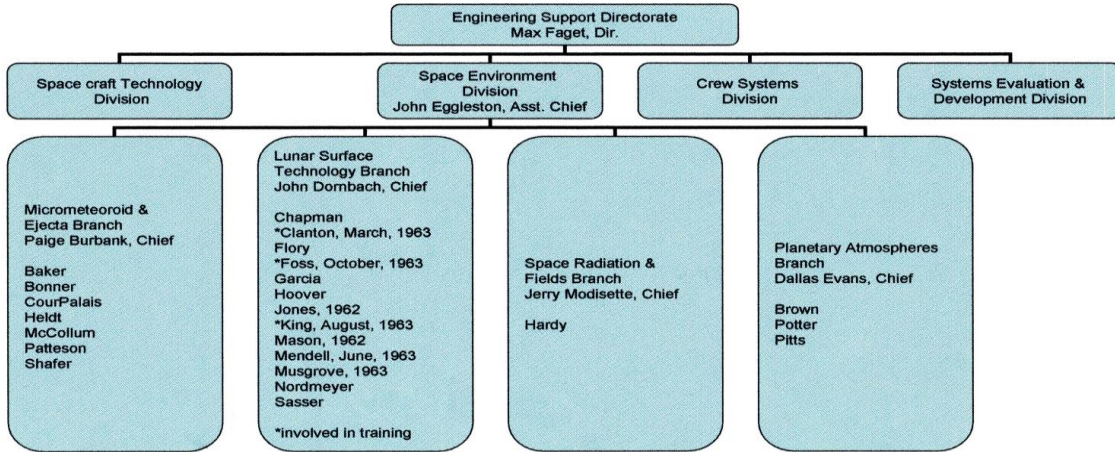 Engineering Support Directorate
Max Faget, Dir.
Space craft Technology
Division
Space Environment
Division
John Eggleston, Asst. Chief
Crew Systems
Division
Systems Evaluation &
Development Division
Micrometeoroid &
Ejecta Branch
Paige Burbank, Chief
Baker
Bonner
CourPalais
Heldt
McCollum
Patteson
Shafer
Lunar Surface
Technology Branch
John Dornbach, Chief
Chapman
*Clanton, March, 1963
Flory
*Foss, October, 1963
Garcia
Hoover
Jones, 1962
*King, August, 1963
Mason, 1962
Mendell, June, 1963
Musgrove, 1963
Nordmeyer
Sasser
*involved in training
Space Radiation &
Fields Branch
Jerry Modisette, Chief
Hardy
Planetary Atmospheres
Branch
Dallas Evans, Chief
Brown
Potter
Pitts